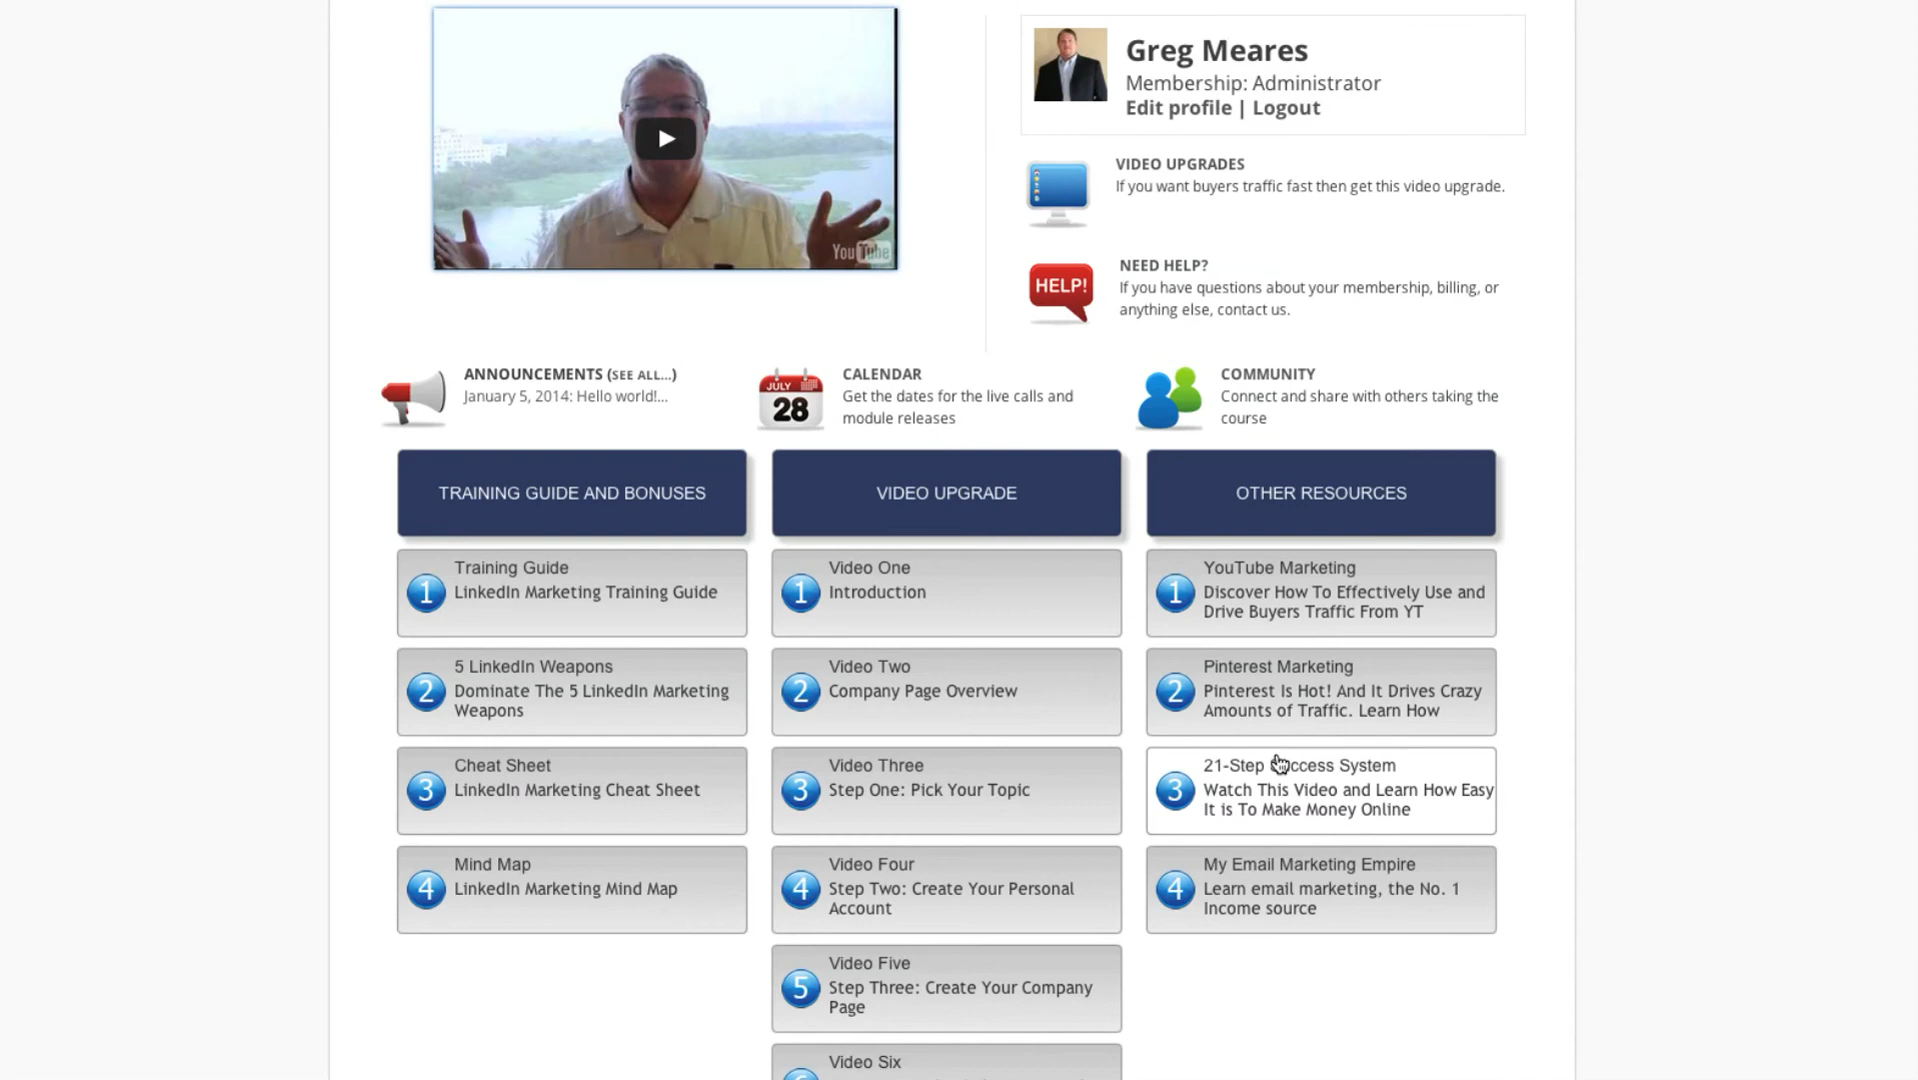 YouTube
Greg Meares
Membership: Administrator
Edit profile | Logout
VIDEO UPGRADES
If you want buyers traffic fast then get this video upgrade.
HELP!
NEED HELP?
If you have questions about your membership, billing, or
anything else, contact us.
ANNOUNCEMENTS (SEE ALL...)
January 5, 2014: Hello world!...
JULY
28
CALENDAR
Get the dates for the live calls and
module releases
COMMUNITY
Connect and share with others taking the
course
TRAINING GUIDE AND BONUSES
1
Training Guide
LinkedIn Marketing Training Guide
2
5 LinkedIn Weapons
Dominate The 5 LinkedIn Marketing
Weapons
3
Cheat Sheet
LinkedIn Marketing Cheat Sheet
4
Mind Map
LinkedIn Marketing Mind Map
VIDEO UPGRADE
1
Video One
Introduction
2
Video Two
Company Page Overview
3
Video Three
Step One: Pick Your Topic
4
Video Four
Step Two: Create Your Personal
Account
5
Video Five
Step Three: Create Your Company
Page
Video Six
OTHER RESOURCES
1
YouTube Marketing
Discover How To Effectively Use and
Drive Buyers Traffic From YT
2
Pinterest Marketing
Pinterest Is Hot! And It Drives Crazy
Amounts of Traffic. Learn How
3
21-Step Success System
Watch This Video and Learn How Easy
It is To Make Money Online
4
My Email Marketing Empire
Learn email marketing, the No. 1
Income source